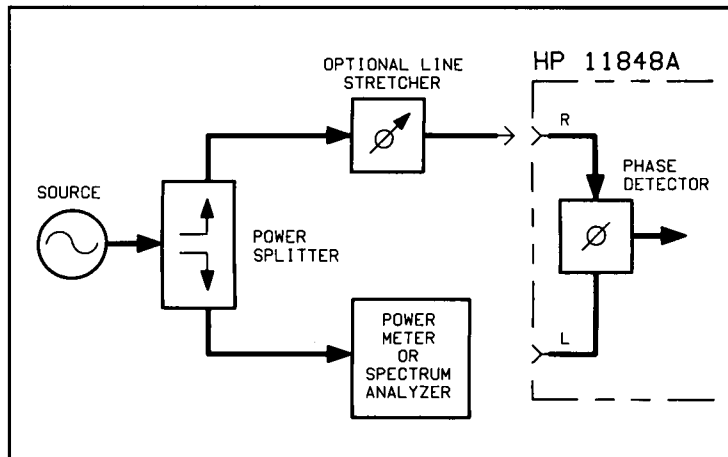 HP 11848A
OPTIONAL LINE
STRETCHER
R
PHASE
DETECTOR
SOURCE
POWER
SPLITTER
POWER
METER
OR
SPECTRUM
ANALYZER
L